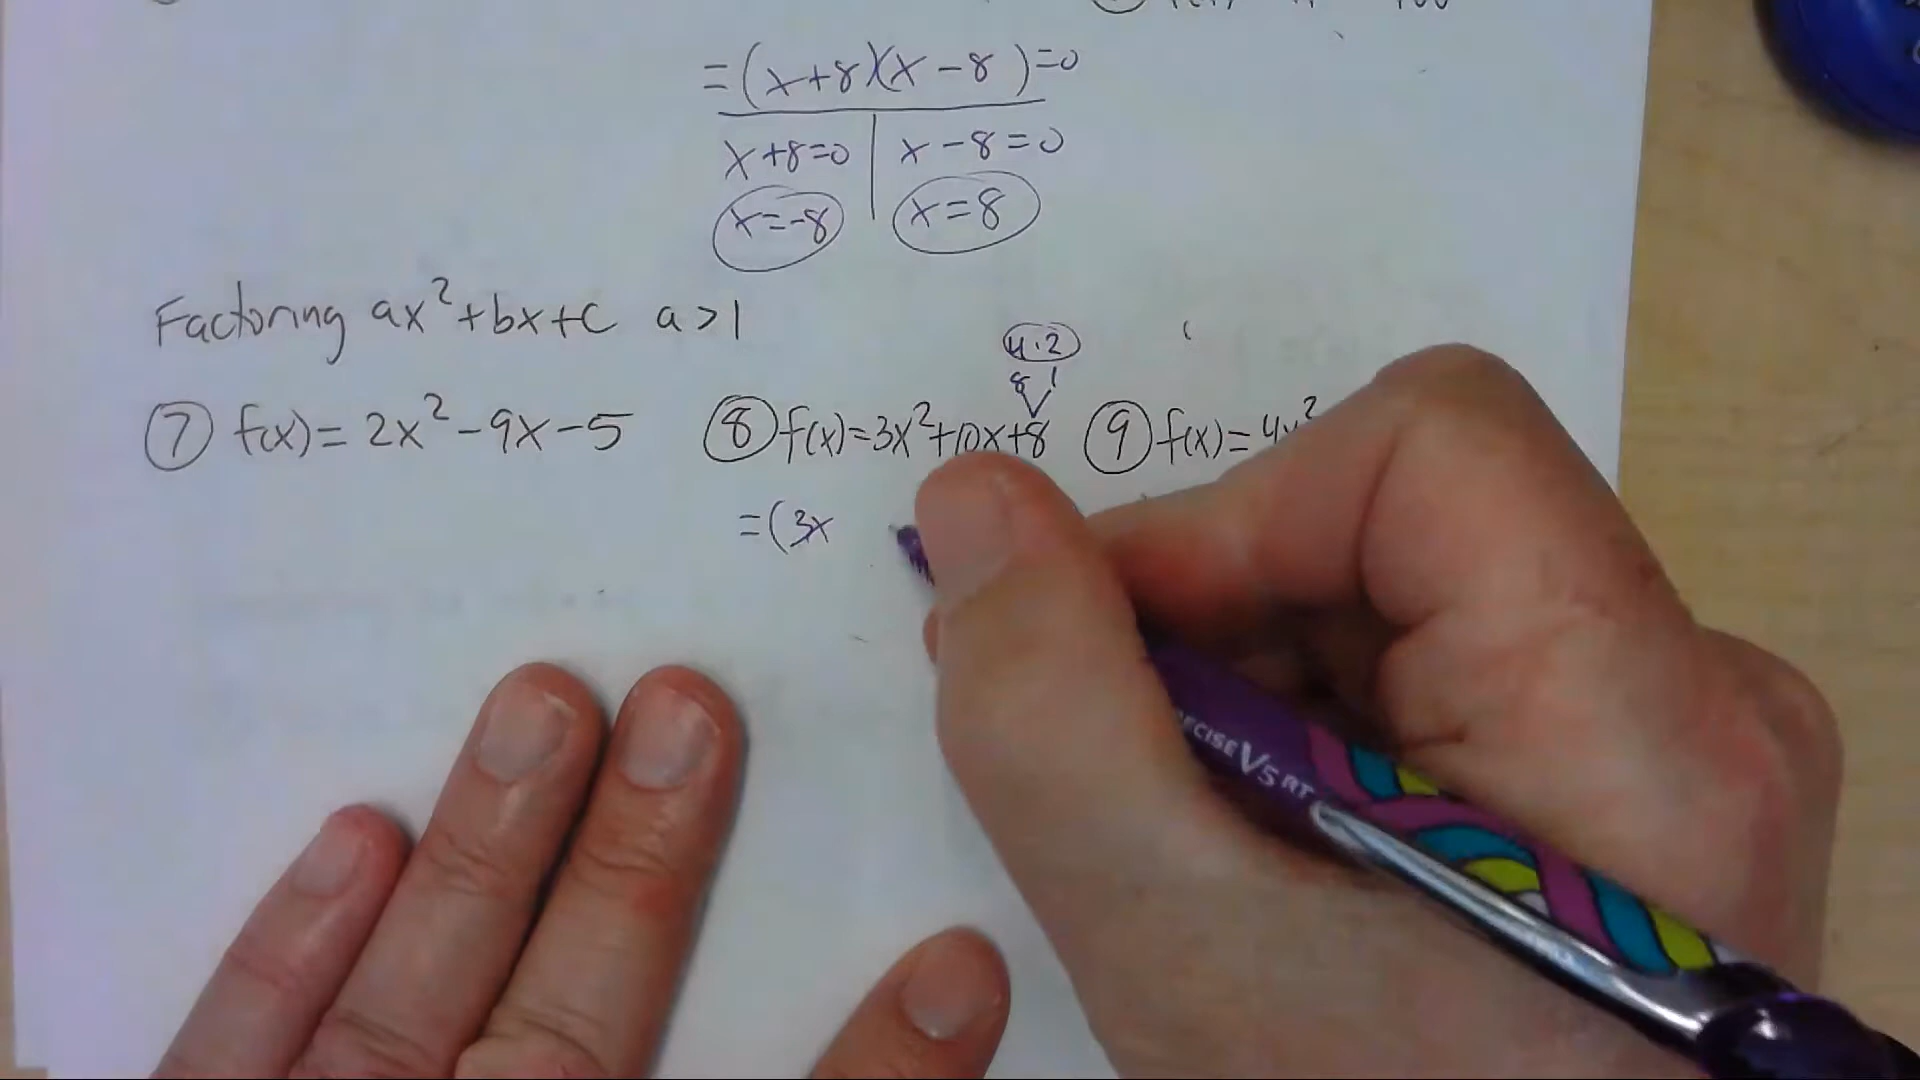 =(x+8)(x-8)=0
x+8=0 x-8=0
x=-8 x=8
Factoring ax²+bx+c a>1
4·2
8 1
⑦ f(x)=2x²-9x-5 ⑧ f(x)=3x²+10x+8 ⑨ f(x)=4x²
=(3x
PRECISE V5 RT